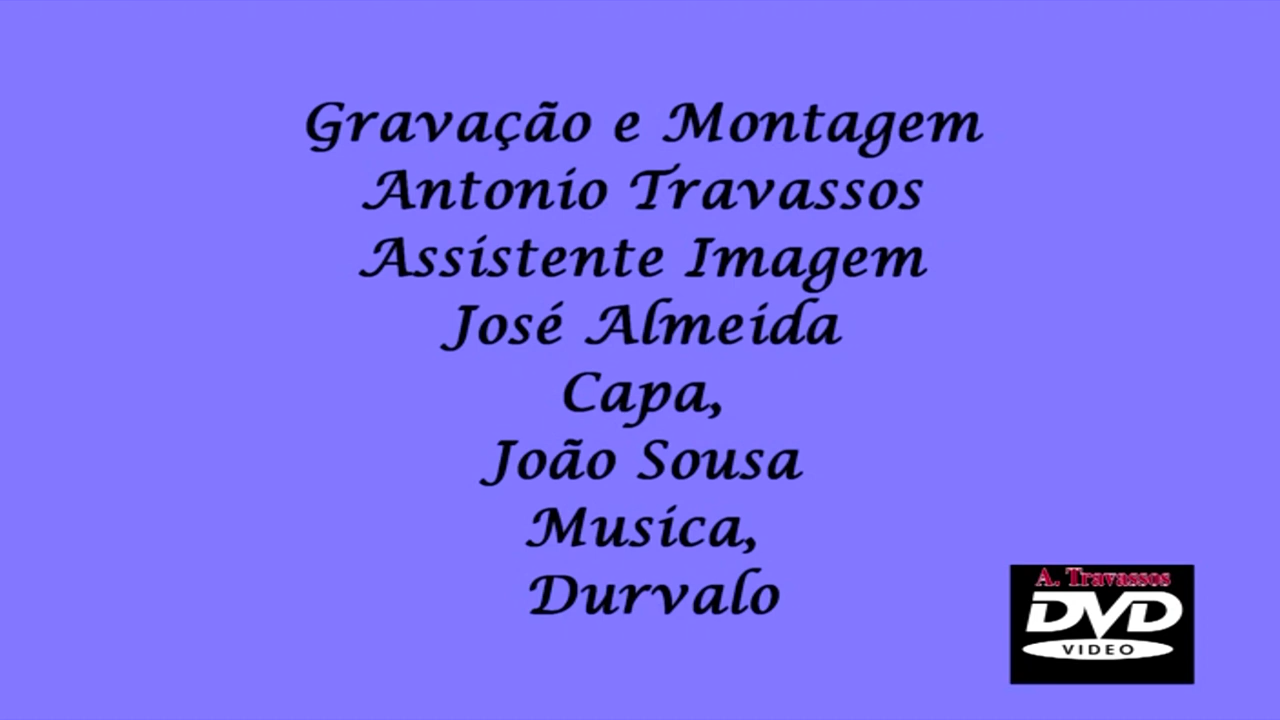 Gravação e Montagem
Antonio Travassos
Assistente Imagem
José Almeida
Capa,
João Sousa
Musica,
Durvalo
A. Travassos
DVD
VIDEO